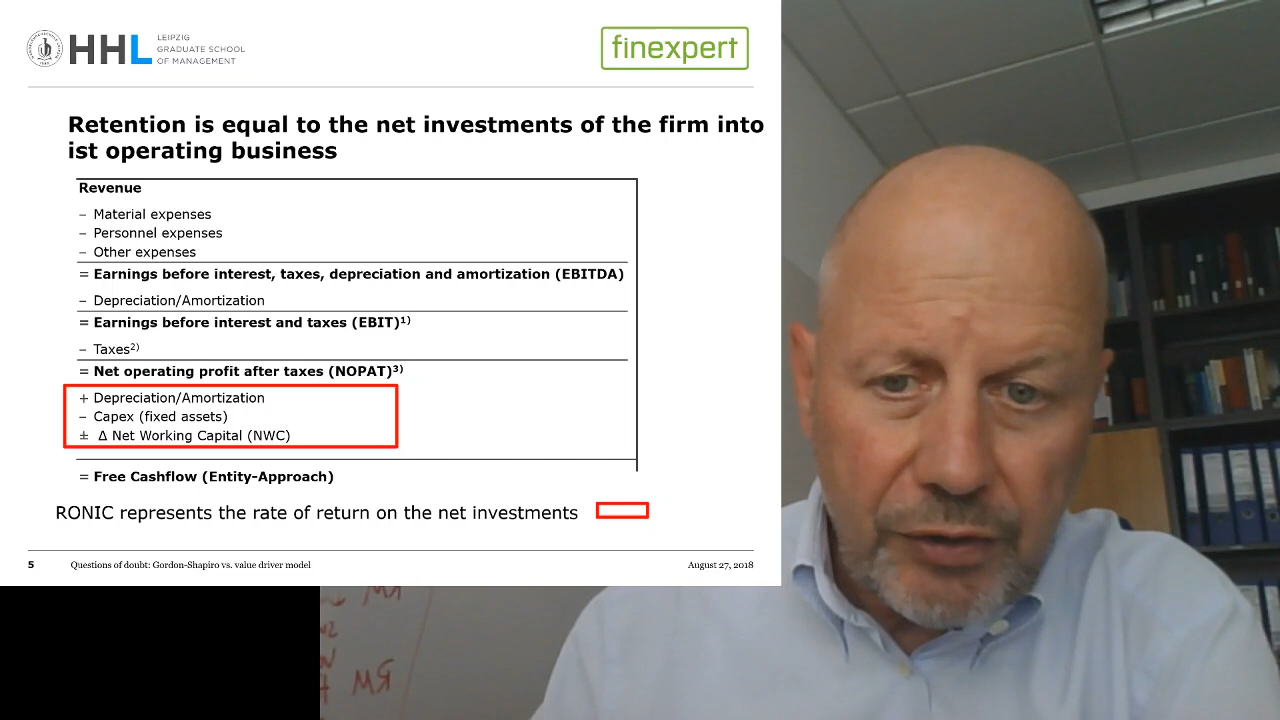 HHL
LEIPZIG
GRADUATE SCHOOL
OF MANAGEMENT
finexpert
Retention is equal to the net investments of the firm into
ist operating business
Revenue
– Material expenses
– Personnel expenses
– Other expenses
= Earnings before interest, taxes, depreciation and amortization (EBITDA)
– Depreciation/Amortization
= Earnings before interest and taxes (EBIT)1)
– Taxes2)
= Net operating profit after taxes (NOPAT)3)
+ Depreciation/Amortization
– Capex (fixed assets)
± Δ Net Working Capital (NWC)
= Free Cashflow (Entity-Approach)
RONIC represents the rate of return on the net investments
5 Questions of doubt: Gordon-Shapiro vs. value driver model August 27, 2018